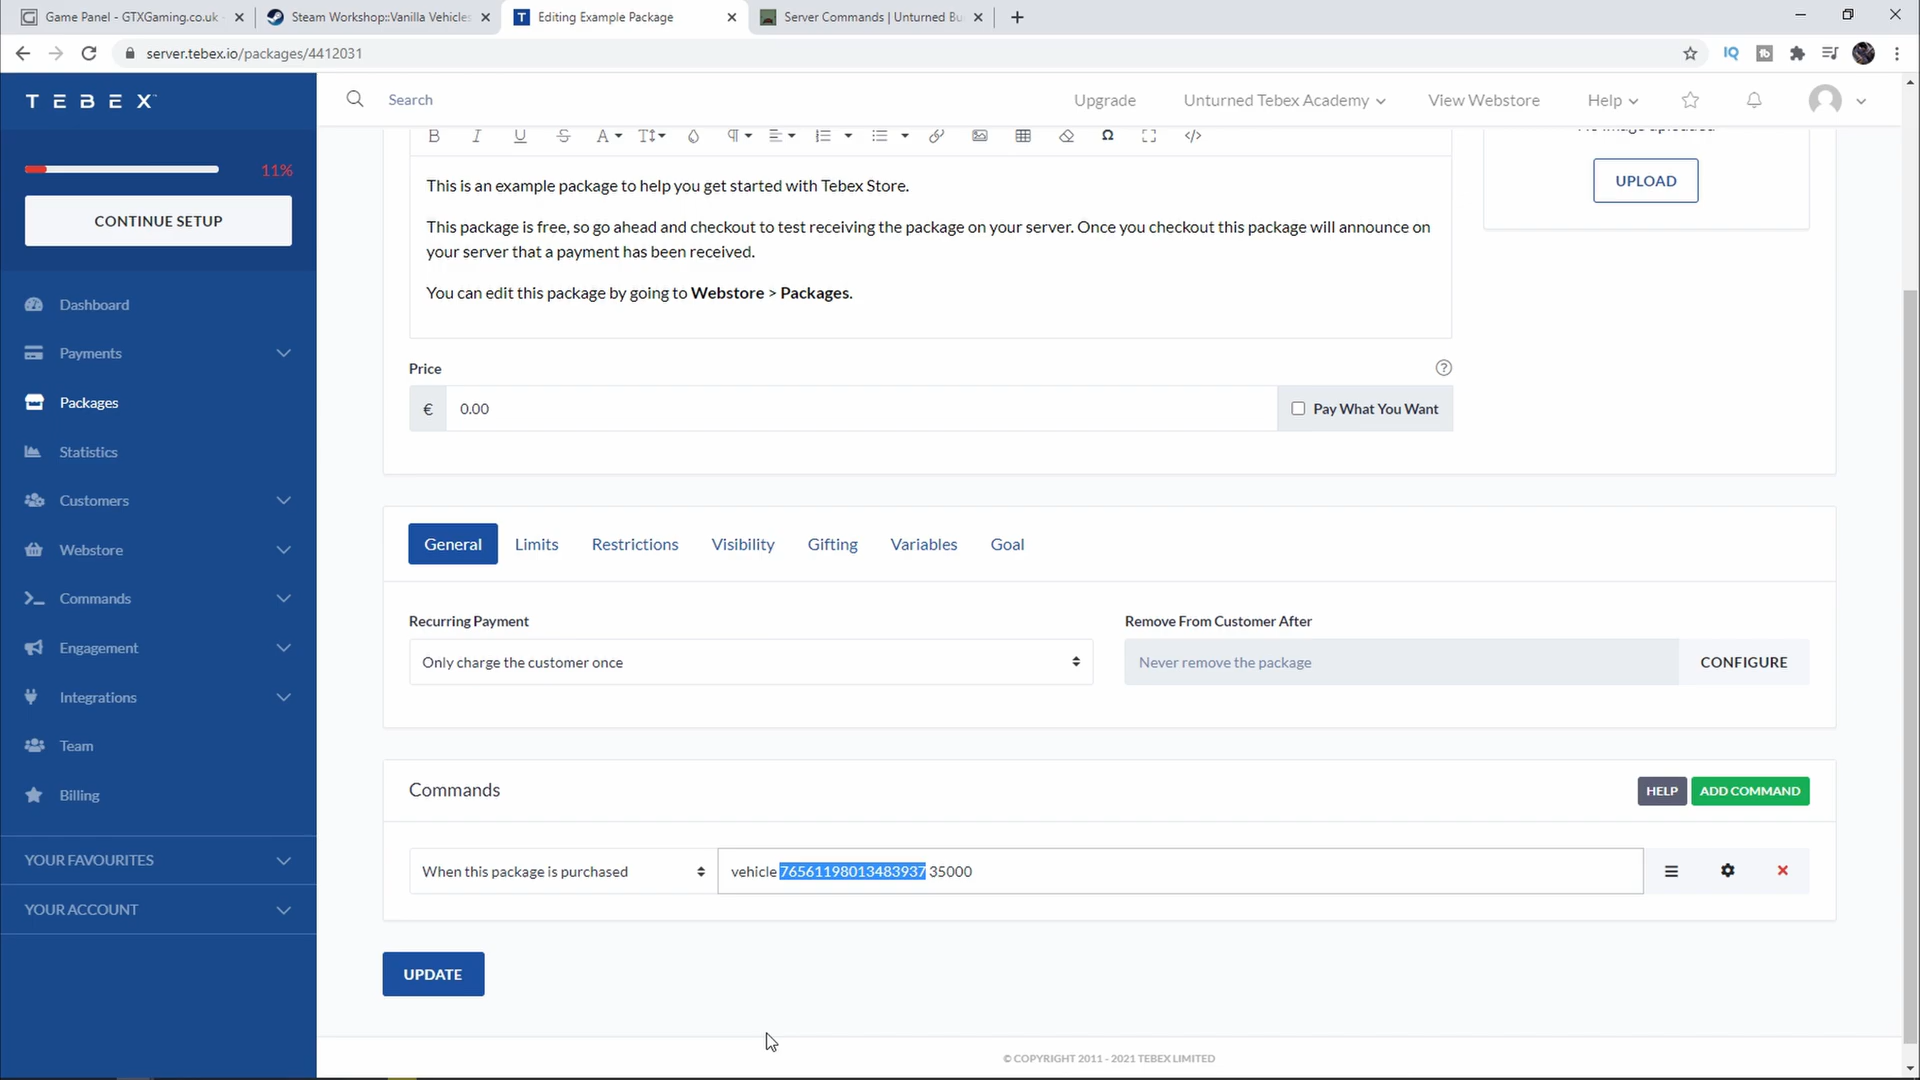 Game Panel - GTXGaming.co.uk
Steam Workshop::Vanilla Vehicles
Editing Example Package
Server Commands | Unturned Bu
server.tebex.io/packages/4412031
TEBEX
Search
Upgrade
Unturned Tebex Academy
View Webstore
Help
11%
CONTINUE SETUP
Dashboard
Payments
Packages
Statistics
Customers
Webstore
Commands
Engagement
Integrations
Team
Billing
YOUR FAVOURITES
YOUR ACCOUNT
This is an example package to help you get started with Tebex Store.
This package is free, so go ahead and checkout to test receiving the package on your server. Once you checkout this package will announce on
your server that a payment has been received.
You can edit this package by going to Webstore > Packages.
UPLOAD
Price
€ 0.00
Pay What You Want
General Limits Restrictions Visibility Gifting Variables Goal
Recurring Payment
Remove From Customer After
Only charge the customer once
Never remove the package
CONFIGURE
Commands
HELP
ADD COMMAND
When this package is purchased
vehicle 76561198013483937 35000
UPDATE
© COPYRIGHT 2011 - 2021 TEBEX LIMITED